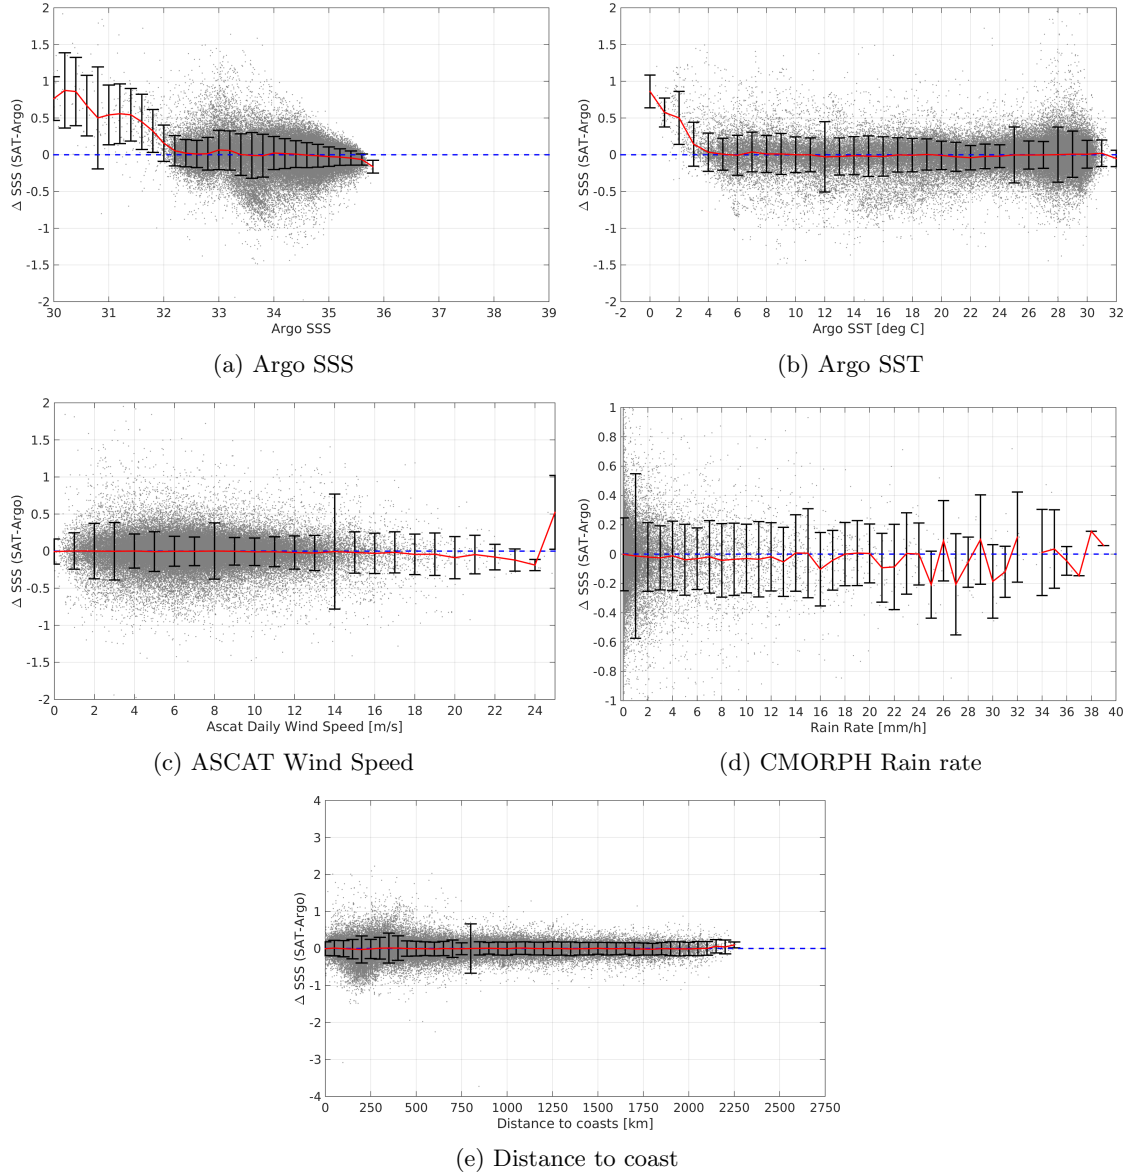 2
1.5
1
0.5
0
-0.5
-1
-1.5
-2
Δ SSS (SAT-Argo)
30 31 32 33 34 35 36 37 38 39
Argo SSS
(a) Argo SSS
2
1.5
1
0.5
0
-0.5
-1
-1.5
-2
Δ SSS (SAT-Argo)
-2 0 2 4 6 8 10 12 14 16 18 20 22 24 26 28 30 32
Argo SST [deg C]
(b) Argo SST
2
1.5
1
0.5
0
-0.5
-1
-1.5
-2
Δ SSS (SAT-Argo)
0 2 4 6 8 10 12 14 16 18 20 22 24
Ascat Daily Wind Speed [m/s]
(c) ASCAT Wind Speed
1
0.8
0.6
0.4
0.2
0
-0.2
-0.4
-0.6
-0.8
-1
Δ SSS (SAT-Argo)
0 2 4 6 8 10 12 14 16 18 20 22 24 26 28 30 32 34 36 38 40
Rain Rate [mm/h]
(d) CMORPH Rain rate
4
3
2
1
0
-1
-2
-3
-4
Δ SSS (SAT-Argo)
0 250 500 750 1000 1250 1500 1750 2000 2250 2500 2750
Distance to coasts [km]
(e) Distance to coast